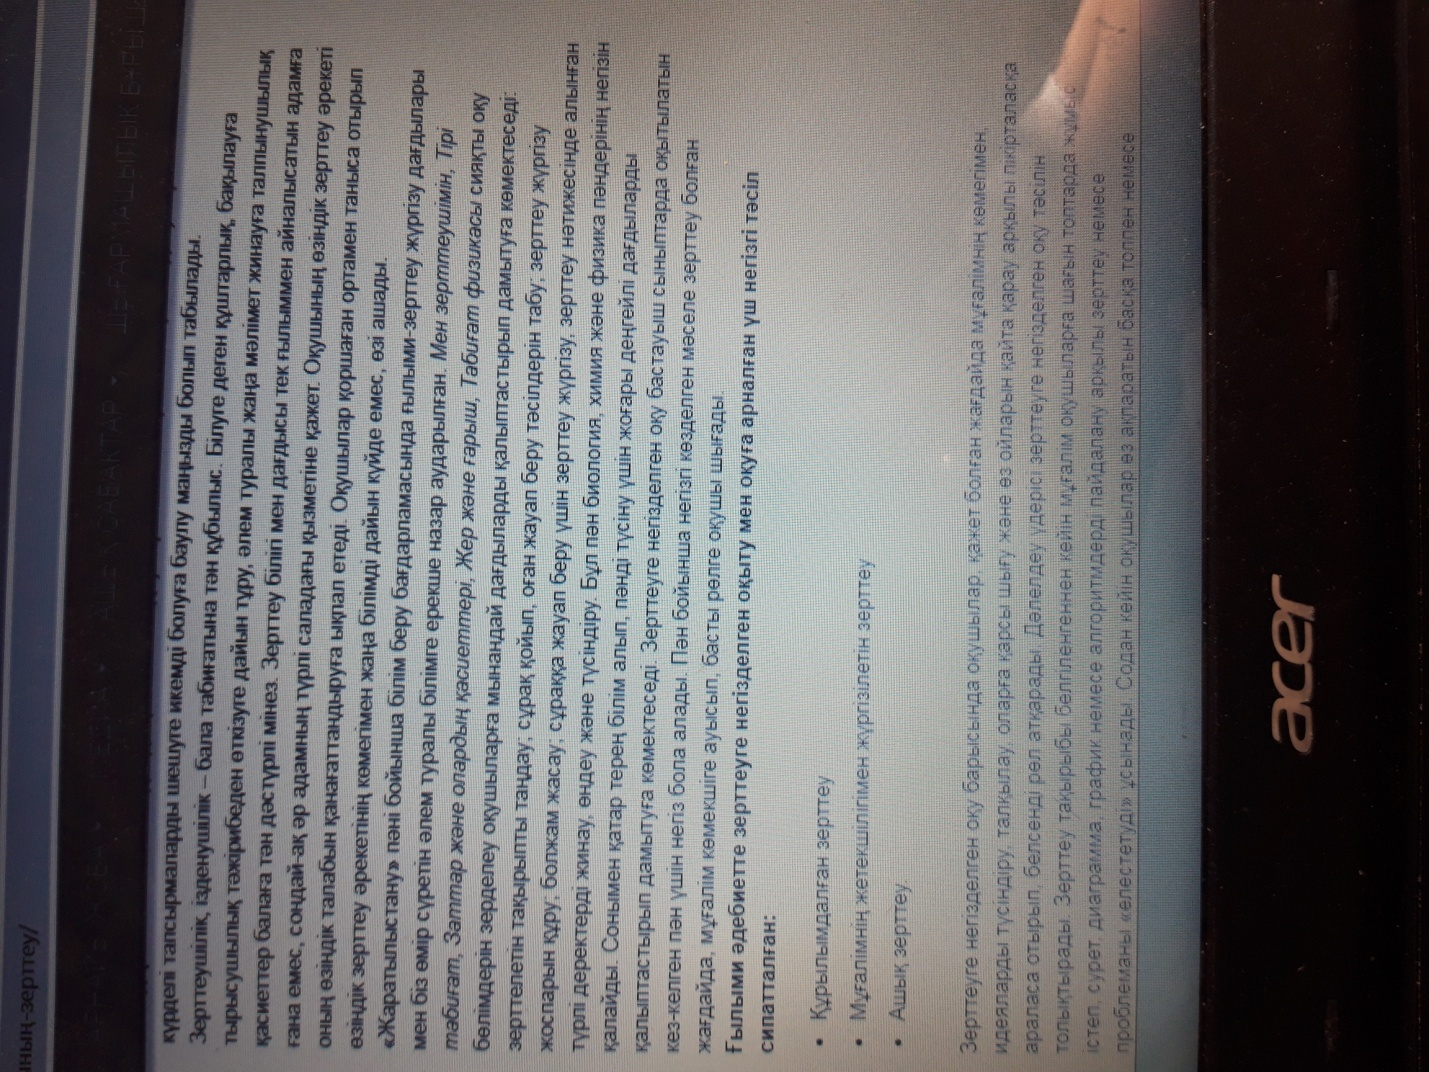 ның-зерттеу/
күрделі тапсырмаларды шешуге икемді болуға баулу маңызды болып табылады.
Зерттеушілік, ізденушілік – бала табиғатына тән құбылыс. Білуге деген құштарлық, бақылауға
тырысушылық тәжірибеден өткізуге дайын тұру, әлем туралы жаңа мәлімет жинауға талпынушылық
қасиеттер балаға тән дәстүрлі мінез. Зерттеу білігі мен дағдысы тек ғылыммен айналысатын адамға
ғана емес, сондай-ақ әр адамның түрлі саладағы қызметіне қажет. Оқушының өзіндік зерттеу әрекеті
оның өзіндік талабын қанағаттандыруға ықпал етеді. Оқушылар қоршаған ортамен таныса отырып
өзіндік зерттеу әрекетінің көмегімен жаңа білімді дайын күйде емес, өзі ашады.
«Жаратылыстану» пәні бойынша білім беру бағдарламасында ғылыми-зерттеу жүргізу дағдылары
мен біз өмір сүретін әлем туралы білімге ерекше назар аударылған. Мен зерттеушімін, Тірі
табиғат, Заттар және олардың қасиеттері, Жер және ғарыш, Табиғат физикасы сияқты оқу
бөлімдерін зерделеу оқушыларға мынандай дағдыларды қалыптастырып дамытуға көмектеседі:
зерттелетін тақырыпты таңдау; сұрақ қойып, оған жауап беру тәсілдерін табу; зерттеу жүргізу
жоспарын құру; болжам жасау; сұраққа жауап беру үшін зерттеу жүргізу, зерттеу нәтижесінде алынған
түрлі деректерді жинау, өңдеу және түсіндіру. Бұл пән биология, химия және физика пәндерінің негізін
қалайды. Сонымен қатар терең білім алып, пәнді түсіну үшін жоғары деңгейлі дағдыларды
қалыптастырып дамытуға көмектеседі. Зерттеуге негізделген оқу бастауыш сыныптарда оқытылатын
кез-келген пән үшін негіз бола алады. Пән бойынша негізгі көзделген мәселе зерттеу болған
жағдайда, мұғалім көмекшіге ауысып, басты рөлге оқушы шығады.
Ғылыми әдебиетте зерттеуге негізделген оқыту мен оқуға арналған үш негізгі тәсіл
сипатталған:
• Құрылымдалған зерттеу
• Мұғалімнің жетекшілігімен жүргізілетін зерттеу
• Ашық зерттеу.
Зерттеуге негізделген оқу барысында оқушылар, қажет болған жағдайда мұғалімнің көмегімен,
идеяларды түсіндіру, талқылау, оларға қарсы шығу және өз ойларын қайта қарау арқылы пікірталасқа
араласа отырып, белсенді рөл атқарады. Дәлелдеу үдерісі зерттеуге негізделген оқу тәсілін
толықтырады. Зерттеу тақырыбы белгіленгеннен кейін мұғалім оқушыларға шағын топтарда жұмыс
істеп, сурет, диаграмма, график немесе алгоритмдерді пайдалану арқылы зерттеу немесе
проблеманы «елестетуді» ұсынады. Содан кейін оқушылар өз ақпаратын басқа топпен немесе
acer